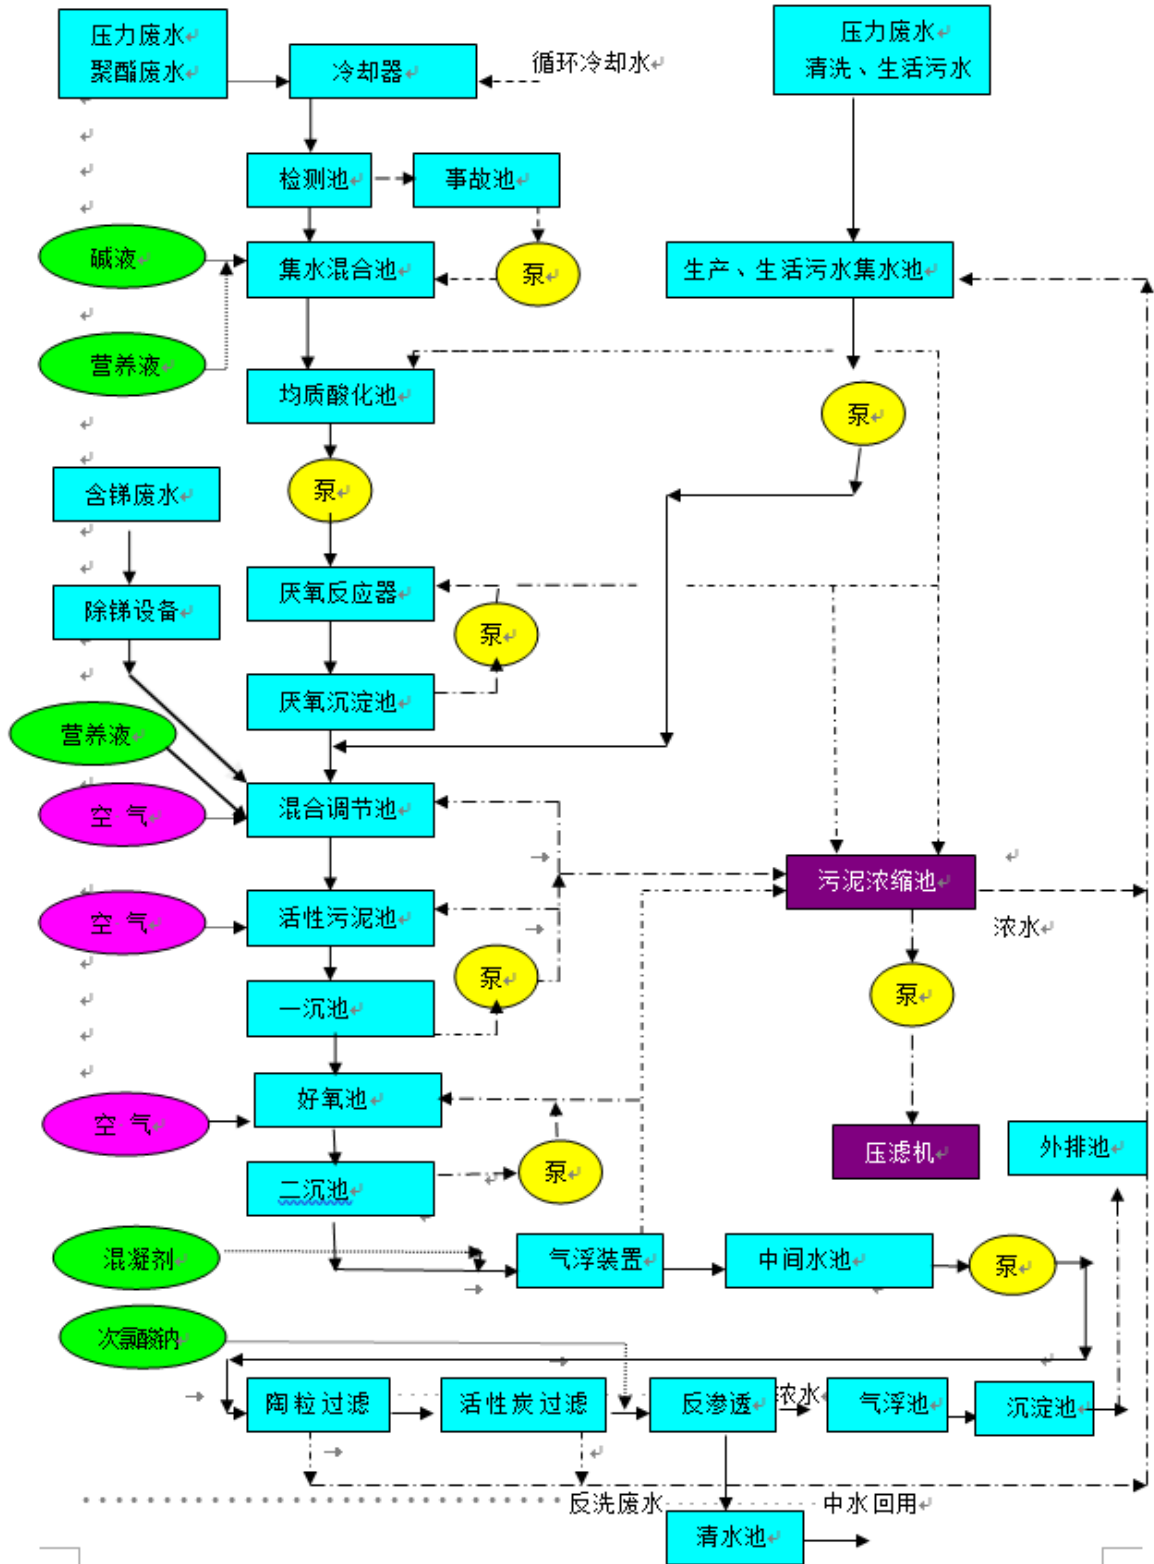 压力废水
聚酯废水
冷却器
循环冷却水
压力废水
清洗、生活污水
检测池
事故池
碱液
集水混合池
泵
生产、生活污水集水池
营养液
均质酸化池
泵
含锑废水
泵
厌氧反应器
除锑设备
泵
厌氧沉淀池
营养液
混合调节池
空 气
污泥浓缩池
空 气
活性污泥池
浓水
泵
泵
一沉池
好氧池
空 气
压滤机
外排池
二沉池
泵
混凝剂
气浮装置
中间水池
泵
次氯酸钠
陶粒过滤
活性炭过滤
反渗透
浓水
气浮池
沉淀池
反洗废水
中水回用
清水池